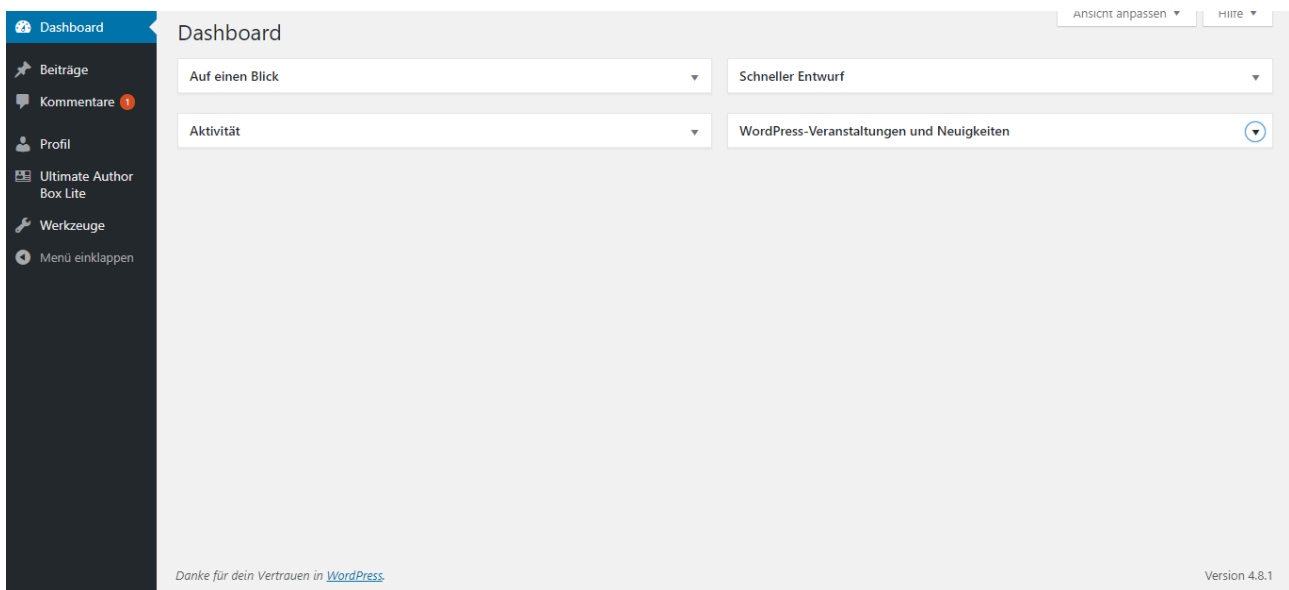 Dashboard
Beiträge
Kommentare 1
Profil
Ultimate Author
Box Lite
Werkzeuge
Menü einklappen
Ansicht anpassen
Hilfe
Dashboard
Auf einen Blick
Schneller Entwurf
Aktivität
WordPress-Veranstaltungen und Neuigkeiten
Danke für dein Vertrauen in WordPress.
Version 4.8.1